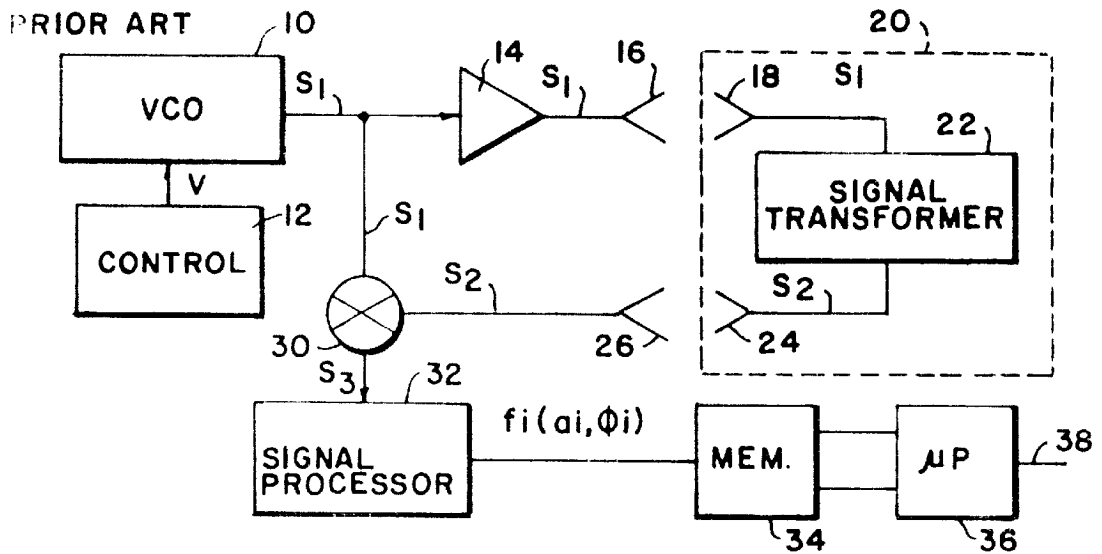 PRIOR ART
10
20
14
16
18
S1
S1
S1
VCO
22
V
SIGNAL
TRANSFORMER
12
S1
CONTROL
S2
S2
30
26
24
S3
32
fi(ai,ϕi)
SIGNAL
PROCESSOR
MEM.
μP
38
34
36